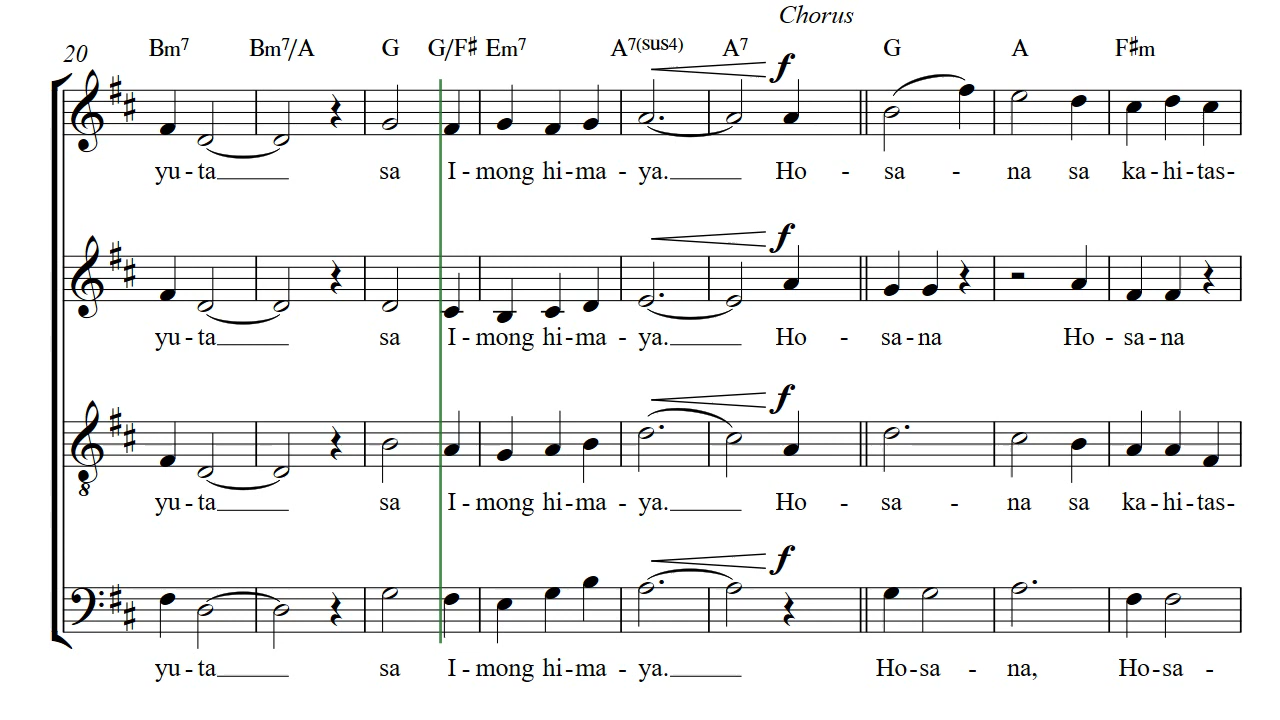 Chorus
20 Bm7 Bm7/A G G/F♯ Em7 A7(sus4) A7 G A F♯m
f
yu - ta sa I - mong hi - ma - ya. Ho - sa - na sa ka - hi - tas-
f
yu - ta sa I - mong hi - ma - ya. Ho - sa - na Ho - sa - na
f
8
yu - ta sa I - mong hi - ma - ya. Ho - sa - na sa ka - hi - tas-
f
yu - ta sa I - mong hi - ma - ya. Ho - sa - na, Ho - sa -